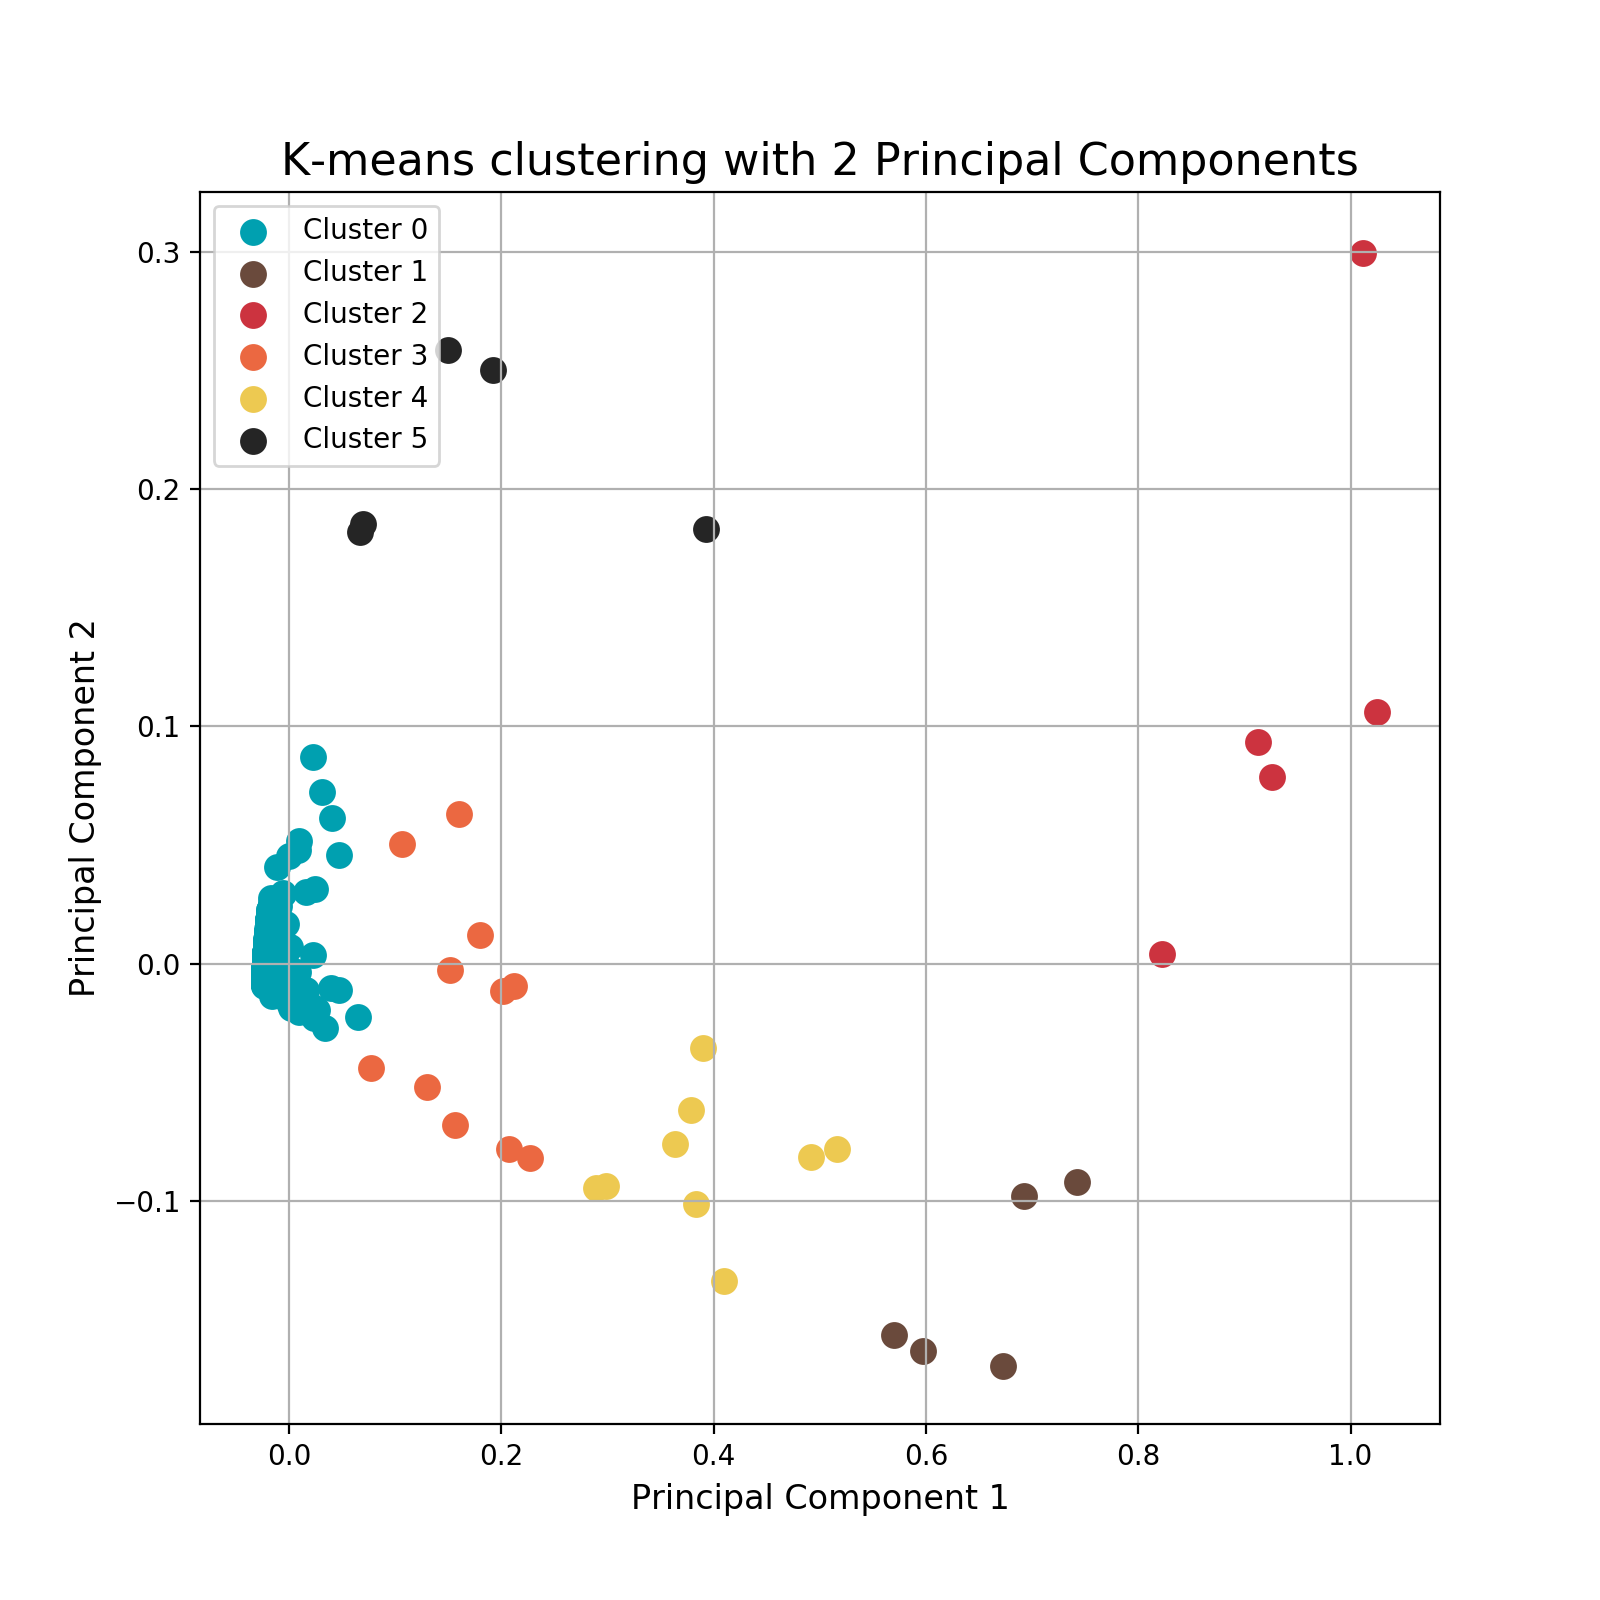 K-means clustering with 2 Principal Components
Cluster 0
Cluster 1
Cluster 2
Cluster 3
Cluster 4
Cluster 5
0.3
0.2
0.1
0.0
−0.1
Principal Component 2
0.0 0.2 0.4 0.6 0.8 1.0
Principal Component 1